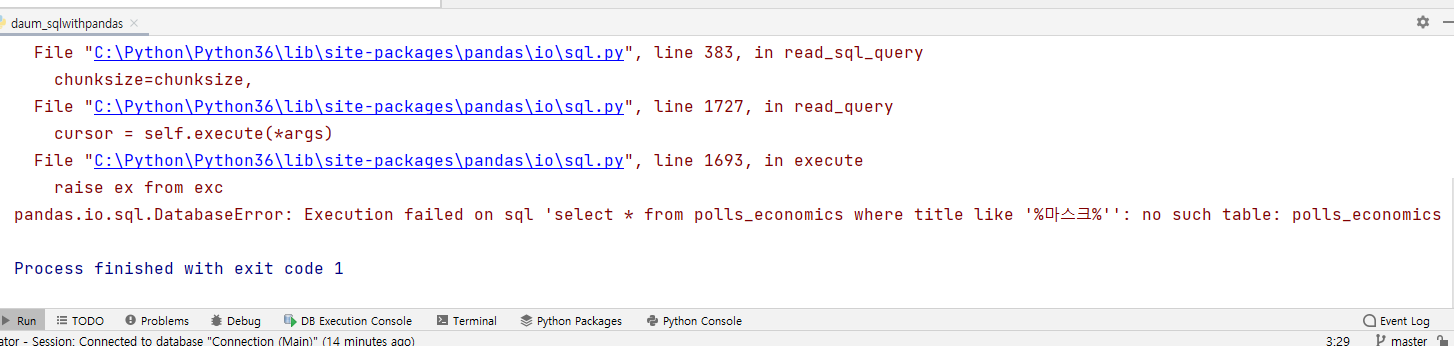 daum_sqlwithpandas
File "C:\Python\Python36\lib\site-packages\pandas\io\sql.py", line 383, in read_sql_query
chunksize=chunksize,
File "C:\Python\Python36\lib\site-packages\pandas\io\sql.py", line 1727, in read_query
cursor = self.execute(*args)
File "C:\Python\Python36\lib\site-packages\pandas\io\sql.py", line 1693, in execute
raise ex from exc
pandas.io.sql.DatabaseError: Execution failed on sql 'select * from polls_economics where title like '%마스크%'': no such table: polls_economics
Process finished with exit code 1
Run TODO Problems Debug DB Execution Console Terminal Python Packages Python Console Event Log
ator - Session: Connected to database "Connection (Main)" (14 minutes ago) 3:29 master